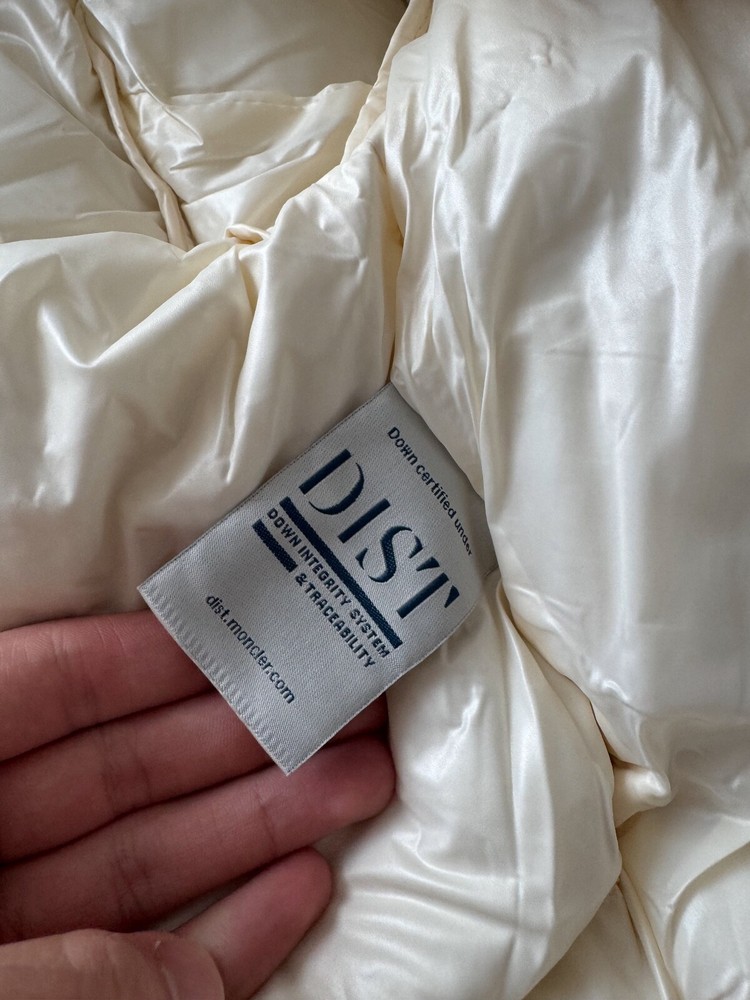 Down certified under
DIST
DOWN INTEGRITY SYSTEM
& TRACEABILITY
dist.moncler.com